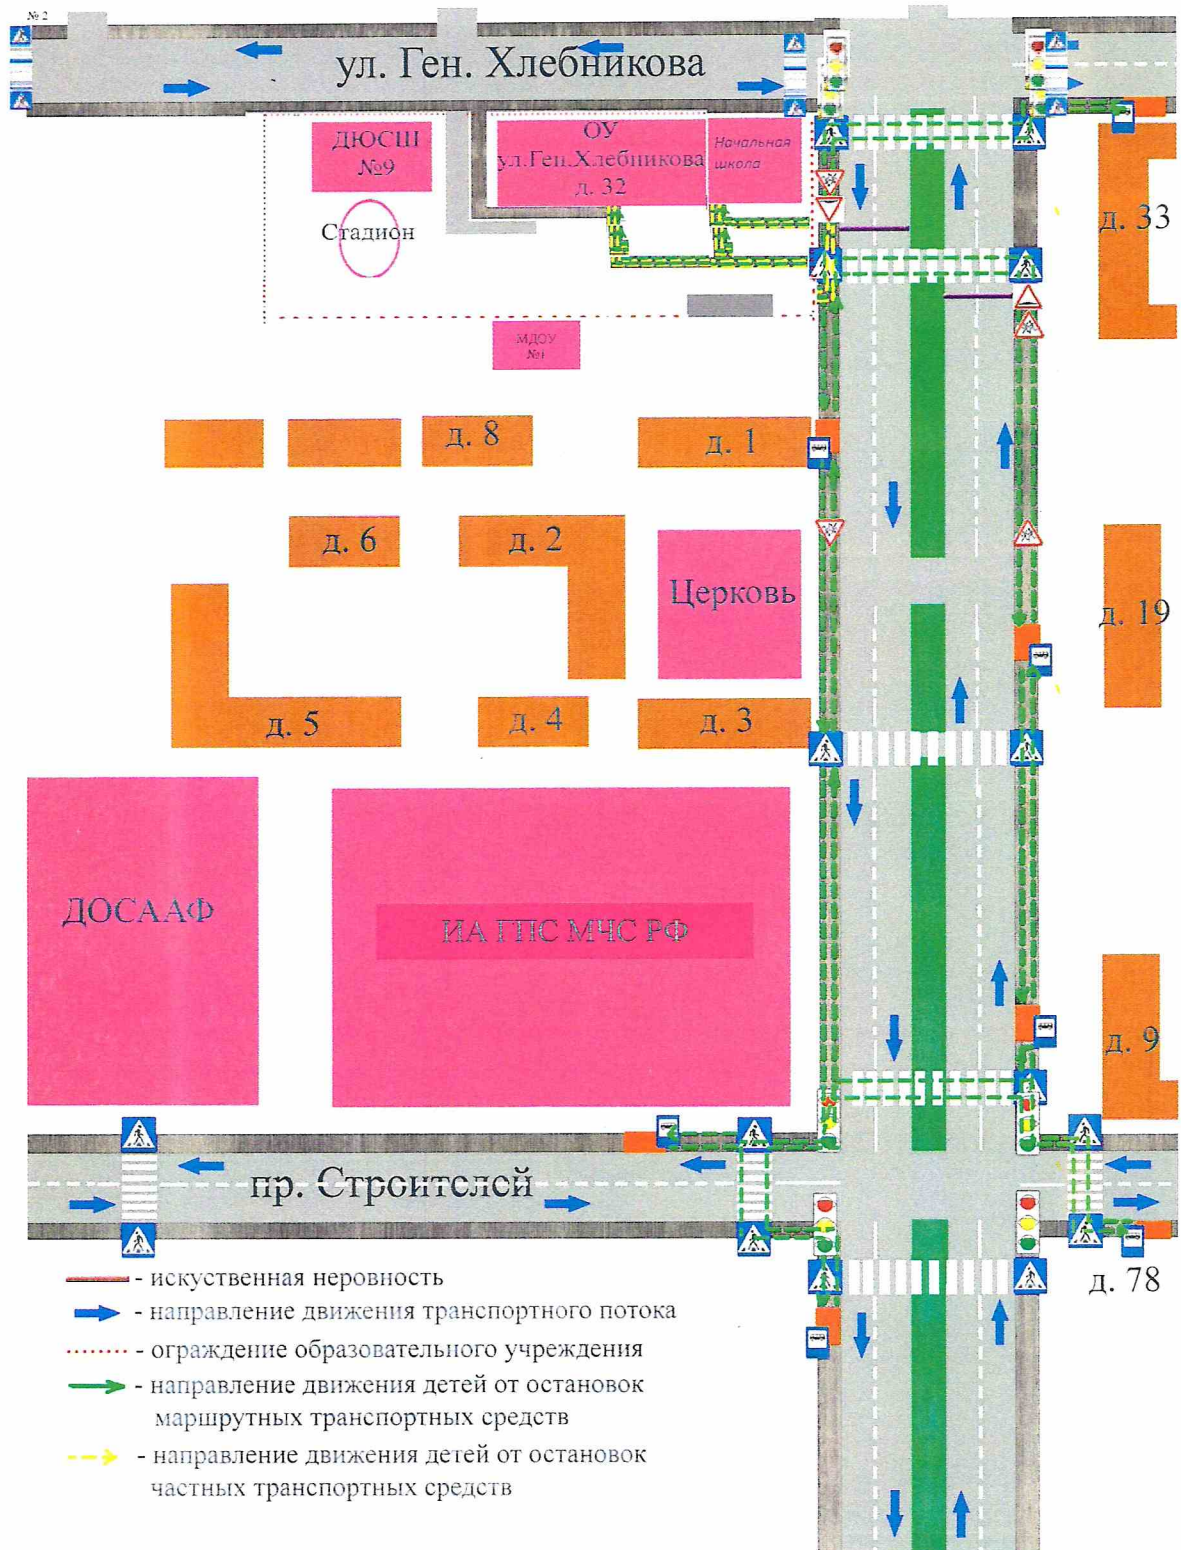 № 2
ул. Ген. Хлебникова
ДЮСШ
№9
ОУ
ул.Ген.Хлебникова
д. 32
Начальная
школа
Стадион
д. 33
МДОУ
№1
д. 8
д. 1
д. 6
д. 2
Церковь
д. 19
д. 5
д. 4
д. 3
ДОСААФ
ИА ГПС МЧС РФ
д. 9
пр. Строителей
д. 78
- искуственная неровность
- направление движения транспортного потока
- ограждение образовательного учреждения
- направление движения детей от остановок
маршрутных транспортных средств
- направление движения детей от остановок
частных транспортных средств